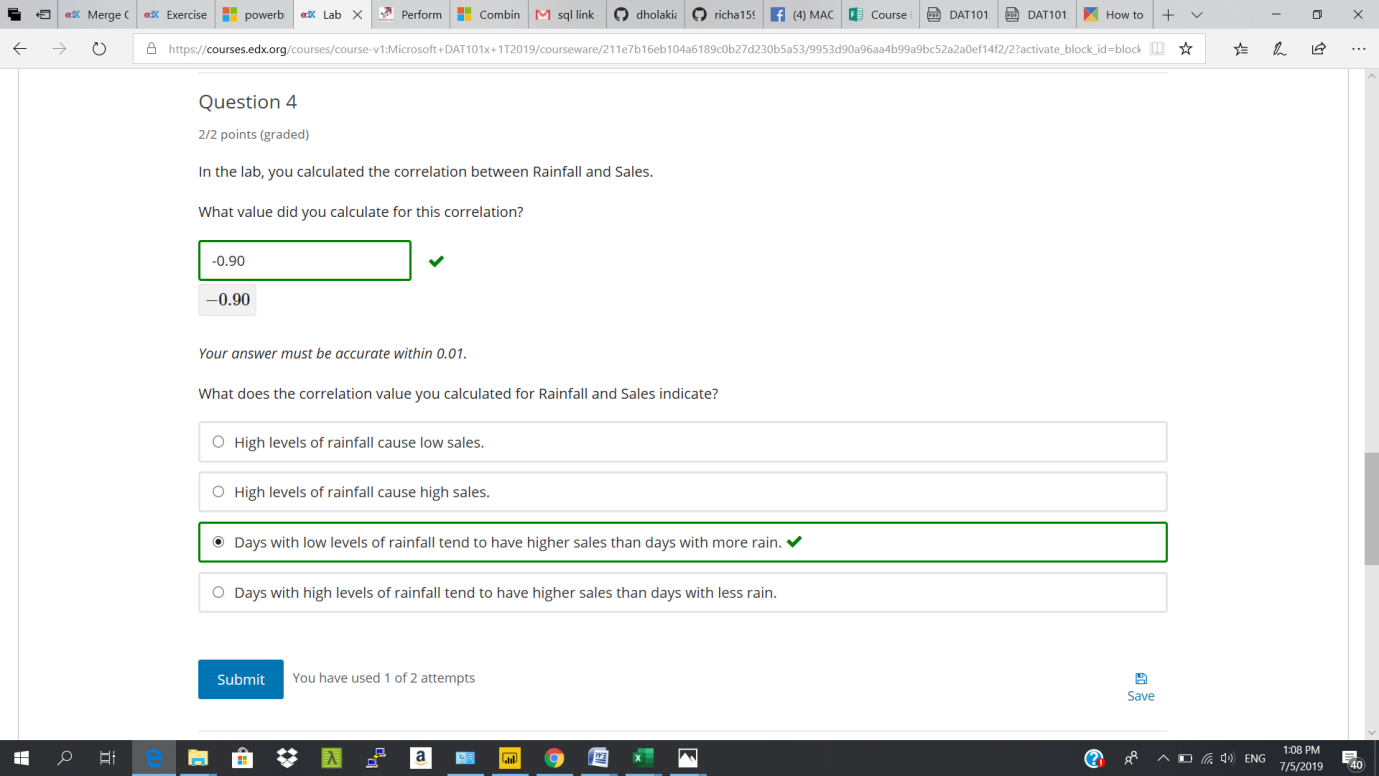 edX Merge C
edX Exercise
powerb
edX Lab
Perform
Combin
sql link
dholakia
richa159
(4) MAC
Course
DAT101
DAT101
How to
https://courses.edx.org/courses/course-v1:Microsoft+DAT101x+1T2019/courseware/211e7b16eb104a6189c0b27d230b5a53/9953d90a96aa4b99a9bc52a2a0ef14f2/2?activate_block_id=block
Question 4
2/2 points (graded)
In the lab, you calculated the correlation between Rainfall and Sales.
What value did you calculate for this correlation?
-0.90
−0.90
Your answer must be accurate within 0.01.
What does the correlation value you calculated for Rainfall and Sales indicate?
High levels of rainfall cause low sales.
High levels of rainfall cause high sales.
Days with low levels of rainfall tend to have higher sales than days with more rain.
Days with high levels of rainfall tend to have higher sales than days with less rain.
Submit
You have used 1 of 2 attempts
Save
ENG
1:08 PM
7/5/2019
40